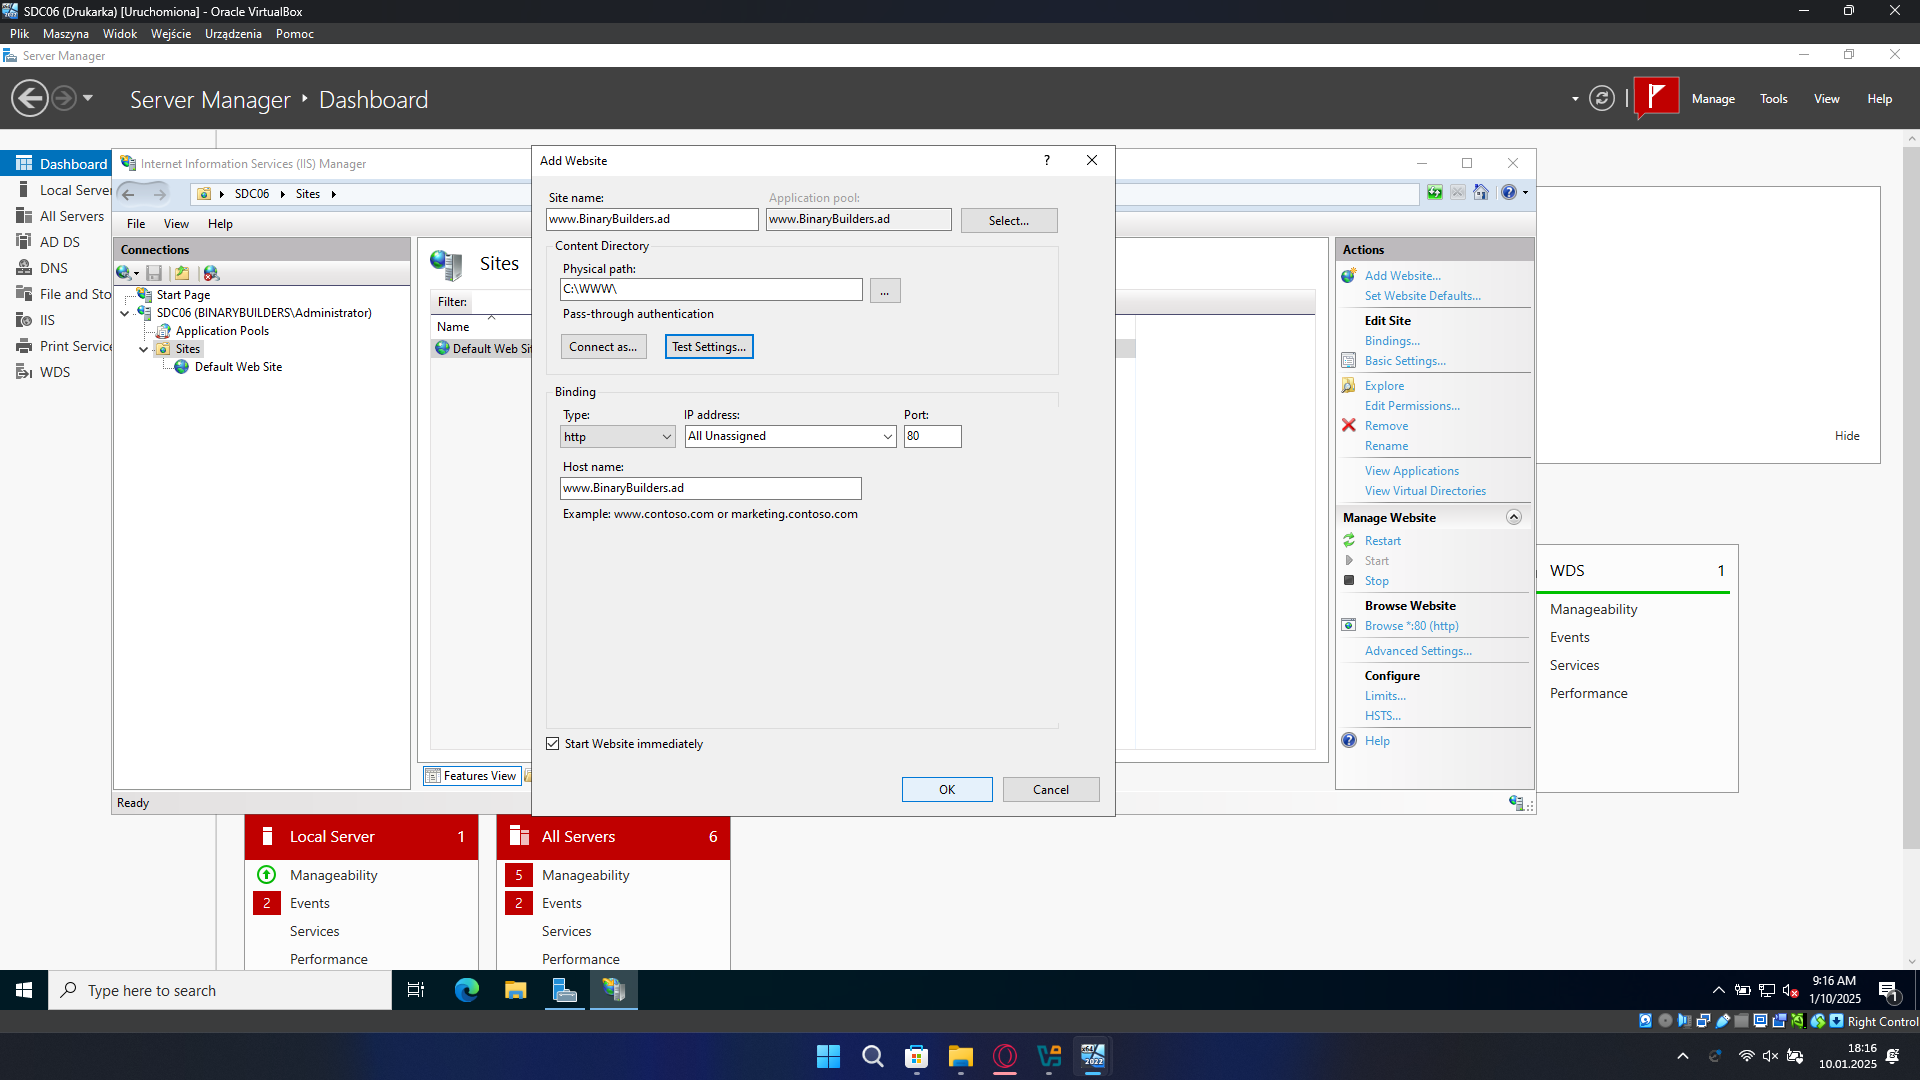 SDC06 (Drukarka) [Uruchomiona] - Oracle VirtualBox
Plik Maszyna Widok Wejście Urządzenia Pomoc
Server Manager
Server Manager ‣ Dashboard
Manage Tools View Help
Dashboard
Local Server
All Servers
AD DS
DNS
File and Sto
IIS
Print Service
WDS
Internet Information Services (IIS) Manager
SDC06 Sites
File View Help
Connections
Start Page
SDC06 (BINARYBUILDERS\Administrator)
Application Pools
Sites
Default Web Site
Ready
Sites
Filter:
Name
Default Web Sit
Features View
Add Website
?
Site name:
Application pool:
www.BinaryBuilders.ad
www.BinaryBuilders.ad
Select...
Content Directory
Physical path:
C:\WWW\
...
Pass-through authentication
Connect as...
Test Settings...
Binding
Type:
IP address:
Port:
http
All Unassigned
80
Host name:
www.BinaryBuilders.ad
Example: www.contoso.com or marketing.contoso.com
Start Website immediately
OK
Cancel
Actions
Add Website...
Set Website Defaults...
Edit Site
Bindings...
Basic Settings...
Explore
Edit Permissions...
Remove
Rename
View Applications
View Virtual Directories
Manage Website
Restart
Start
Stop
Browse Website
Browse *:80 (http)
Advanced Settings...
Configure
Limits...
HSTS...
Help
Hide
WDS 1
Manageability
Events
Services
Performance
Local Server 1
Manageability
2 Events
Services
Performance
All Servers 6
5 Manageability
2 Events
Services
Performance
Type here to search
9:16 AM
1/10/2025
1
Right Control
x64
2022
18:16
10.01.2025